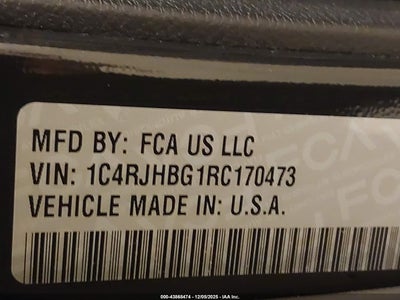 MFD BY: FCA US LLC
VIN: 1C4RJHBG1RC170473
VEHICLE MADE IN: U.S.A.
000-43868474 • 12/05/2025 • IAA Inc.